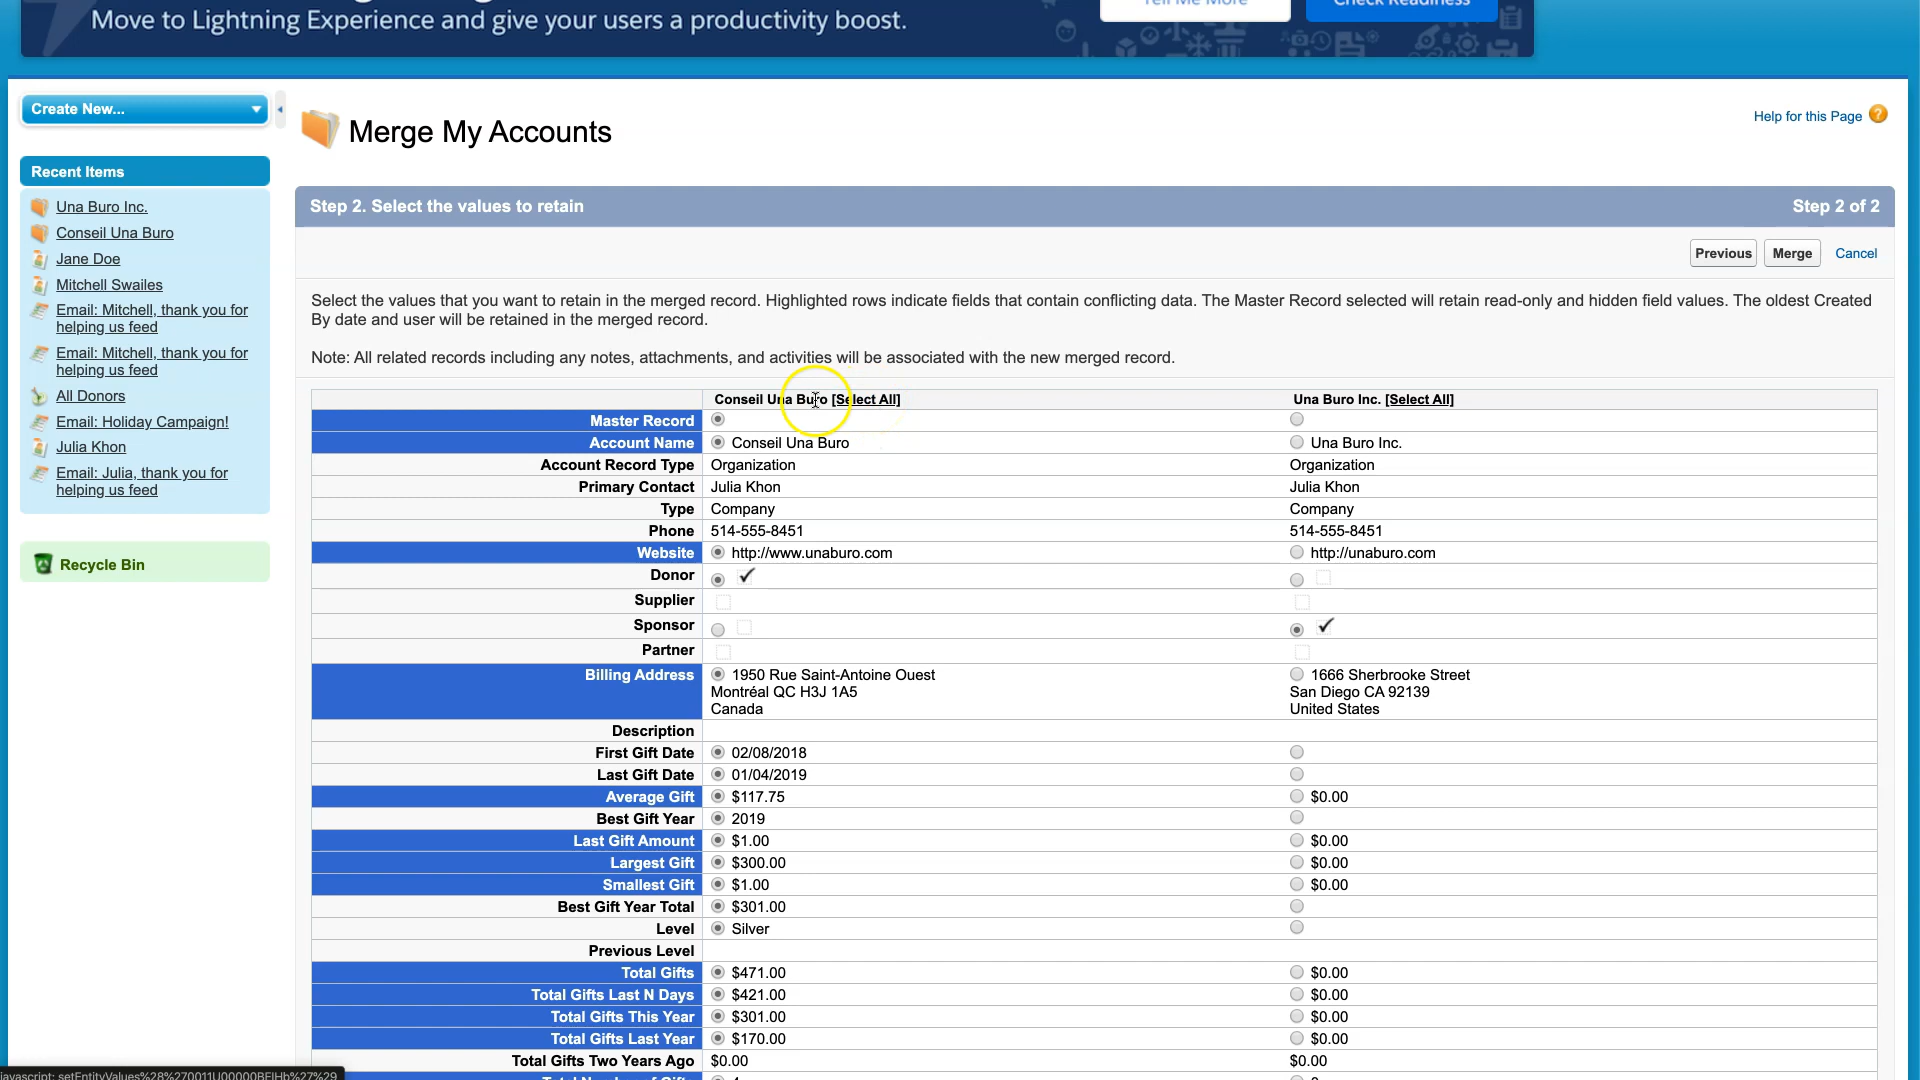 Move to Lightning Experience and give your users a productivity boost.
Tell Me More Check Readiness
Create New...
Merge My Accounts
Help for this Page
Recent Items
Una Buro Inc.
Conseil Una Buro
Jane Doe
Mitchell Swailes
Email: Mitchell, thank you for
helping us feed
Email: Mitchell, thank you for
helping us feed
All Donors
Email: Holiday Campaign!
Julia Khon
Email: Julia, thank you for
helping us feed
Recycle Bin
Step 2. Select the values to retain Step 2 of 2
Previous Merge Cancel
Select the values that you want to retain in the merged record. Highlighted rows indicate fields that contain conflicting data. The Master Record selected will retain read-only and hidden field values. The oldest Created
By date and user will be retained in the merged record.
Note: All related records including any notes, attachments, and activities will be associated with the new merged record.
Conseil Una Buro [Select All] Una Buro Inc. [Select All]
Master Record
Account Name Conseil Una Buro Una Buro Inc.
Account Record Type Organization Organization
Primary Contact Julia Khon Julia Khon
Type Company Company
Phone 514-555-8451 514-555-8451
Website http://www.unaburo.com http://unaburo.com
Donor
Supplier
Sponsor
Partner
Billing Address 1950 Rue Saint-Antoine Ouest 1666 Sherbrooke Street
Montréal QC H3J 1A5 San Diego CA 92139
Canada United States
Description
First Gift Date 02/08/2018
Last Gift Date 01/04/2019
Average Gift $117.75 $0.00
Best Gift Year 2019
Last Gift Amount $1.00 $0.00
Largest Gift $300.00 $0.00
Smallest Gift $1.00 $0.00
Best Gift Year Total $301.00
Level Silver
Previous Level
Total Gifts $471.00 $0.00
Total Gifts Last N Days $421.00 $0.00
Total Gifts This Year $301.00 $0.00
Total Gifts Last Year $170.00 $0.00
Total Gifts Two Years Ago $0.00 $0.00